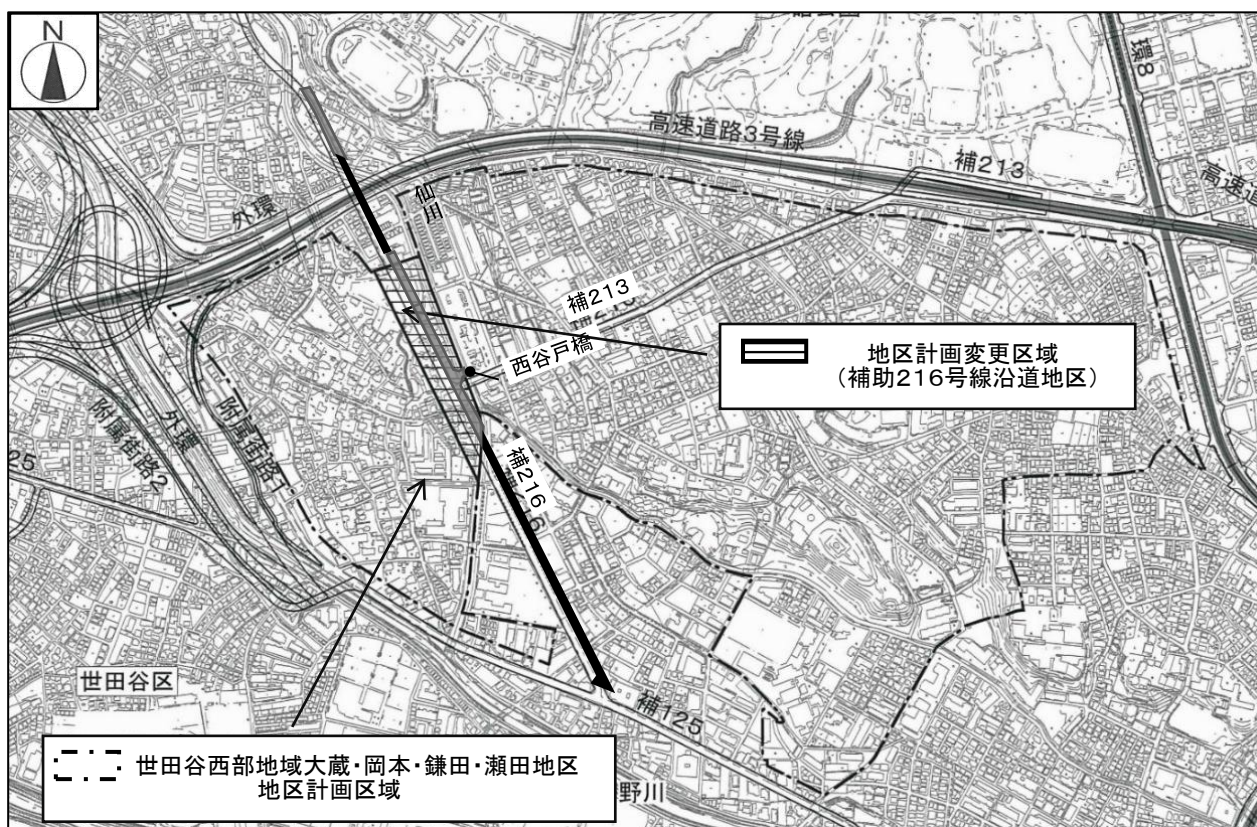 N
環8
高速道路3号線
補213
高速
外環
仙川
補213
西谷戸橋
地区計画変更区域
(補助216号線沿道地区)
附属街路1
外環
附属街路2
25
補216
世田谷区
補125
世田谷西部地域大蔵・岡本・鎌田・瀬田地区
地区計画区域
野川